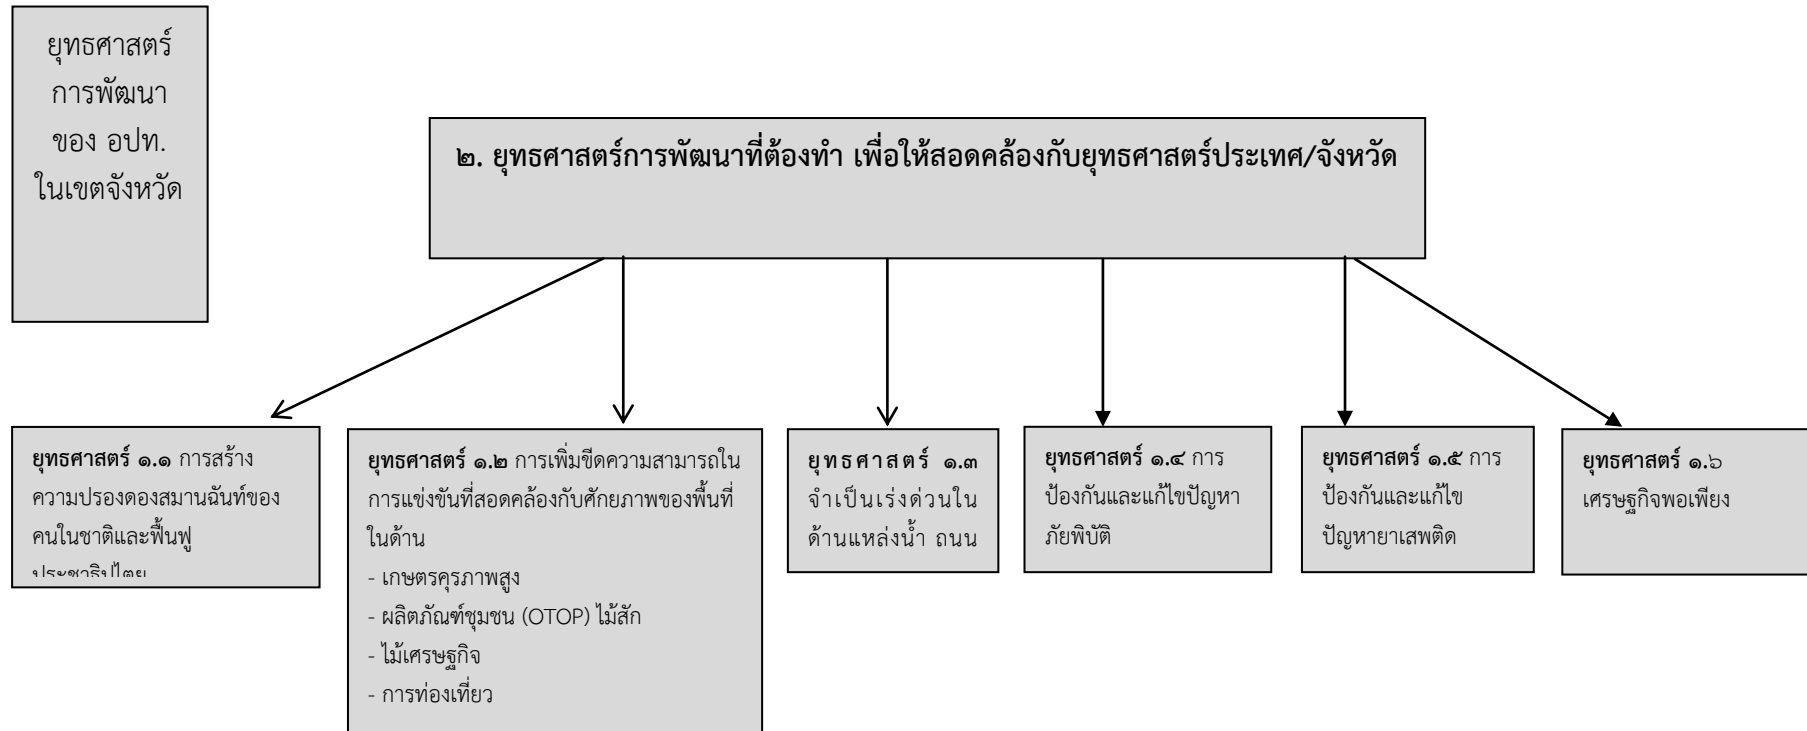 ยุทธศาสตร์
การพัฒนา
ของ อปท.
ในเขตจังหวัด
๒. ยุทธศาสตร์การพัฒนาที่ต้องทำ เพื่อให้สอดคล้องกับยุทธศาสตร์ประเทศ/จังหวัด
ยุทธศาสตร์ ๑.๑ การสร้าง
ความปรองดองสมานฉันท์ของ
คนในชาติและฟื้นฟู
ประชาธิปไตย
ยุทธศาสตร์ ๑.๒ การเพิ่มขีดความสามารถใน
การแข่งขันที่สอดคล้องกับศักยภาพของพื้นที่
ในด้าน
- เกษตรคุรภาพสูง
- ผลิตภัณฑ์ชุมชน (OTOP) ไม้สัก
- ไม้เศรษฐกิจ
- การท่องเที่ยว
ยุทธศาสตร์ ๑.๓
จำเป็นเร่งด่วนใน
ด้านแหล่งน้ำ ถนน
ยุทธศาสตร์ ๑.๔ การ
ป้องกันและแก้ไขปัญหา
ภัยพิบัติ
ยุทธศาสตร์ ๑.๕ การ
ป้องกันและแก้ไข
ปัญหายาเสพติด
ยุทธศาสตร์ ๑.๖
เศรษฐกิจพอเพียง